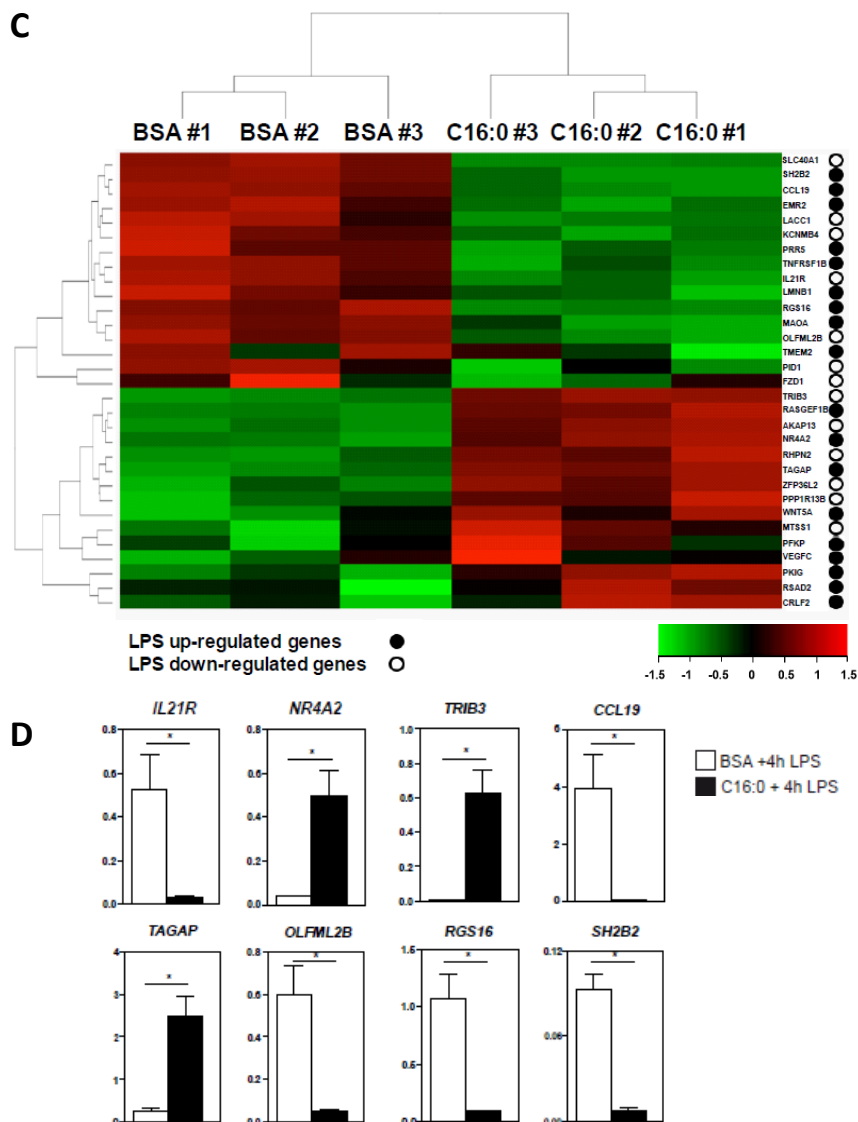 C
BSA #1 BSA #2 BSA #3 C16:0 #3 C16:0 #2 C16:0 #1
SLC40A1
SH2B2
CCL19
EMR2
LACC1
KCNMB4
PRR5
TNFRSF1B
IL21R
LMNB1
RGS16
MAOA
OLFML2B
TMEM2
PID1
FZD1
TRIB3
RASGEF1B
AKAP13
NR4A2
RHPN2
TAGAP
ZFP36L2
PPP1R13B
WNT5A
MTSS1
PFKP
VEGFC
PKIG
RSAD2
CRLF2
LPS up-regulated genes
LPS down-regulated genes
-1.5 -1 -0.5 0 0.5 1 1.5
D
IL21R NR4A2 TRIB3 CCL19
0.8 0.8 1.0 6
* * * *
0.6 0.6 0.8 4
0.4 0.4 0.6 2
0.2 0.2 0.4 0
0.0 0.0 0.2
0.0
BSA +4h LPS
C16:0 + 4h LPS
TAGAP OLFML2B RGS16 SH2B2
4 0.8 1.5 0.12
* * * *
3 0.6 1.0 0.06
2 0.4 0.5 0.00
1 0.2 0.0
0 0.0